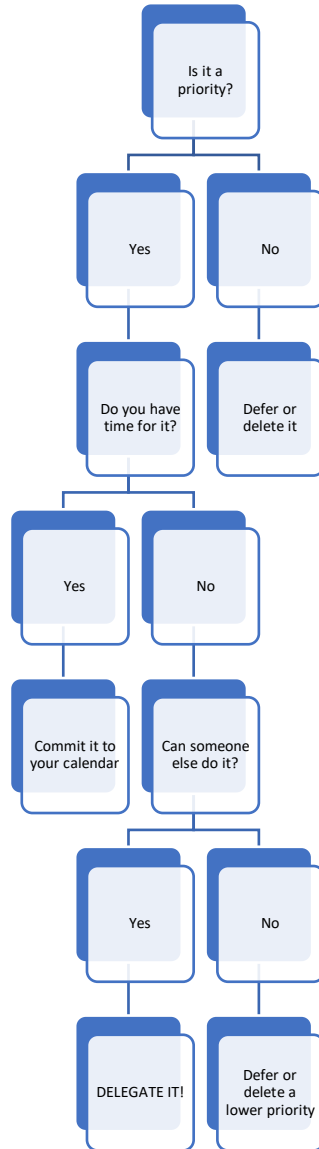 Is it a
priority?
Yes
No
Do you have
time for it?
Defer or
delete it
Yes
No
Commit it to
your calendar
Can someone
else do it?
Yes
No
DELEGATE IT!
Defer or
delete a
lower priority